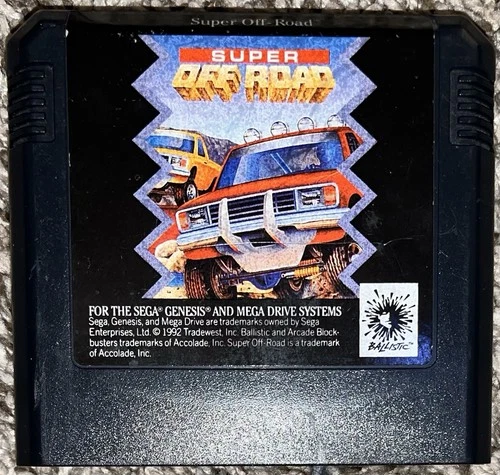 Super Off-Road
SUPER
OFF ROAD
FOR THE SEGA® GENESIS® AND MEGA DRIVE SYSTEMS
Sega, Genesis, and Mega Drive are trademarks owned by Sega
Enterprises, Ltd. © 1992 Tradewest, Inc. Ballistic and Arcade Block-
busters trademarks of Accolade, Inc. Super Off-Road is a trademark
of Accolade, Inc.
BALLISTIC™